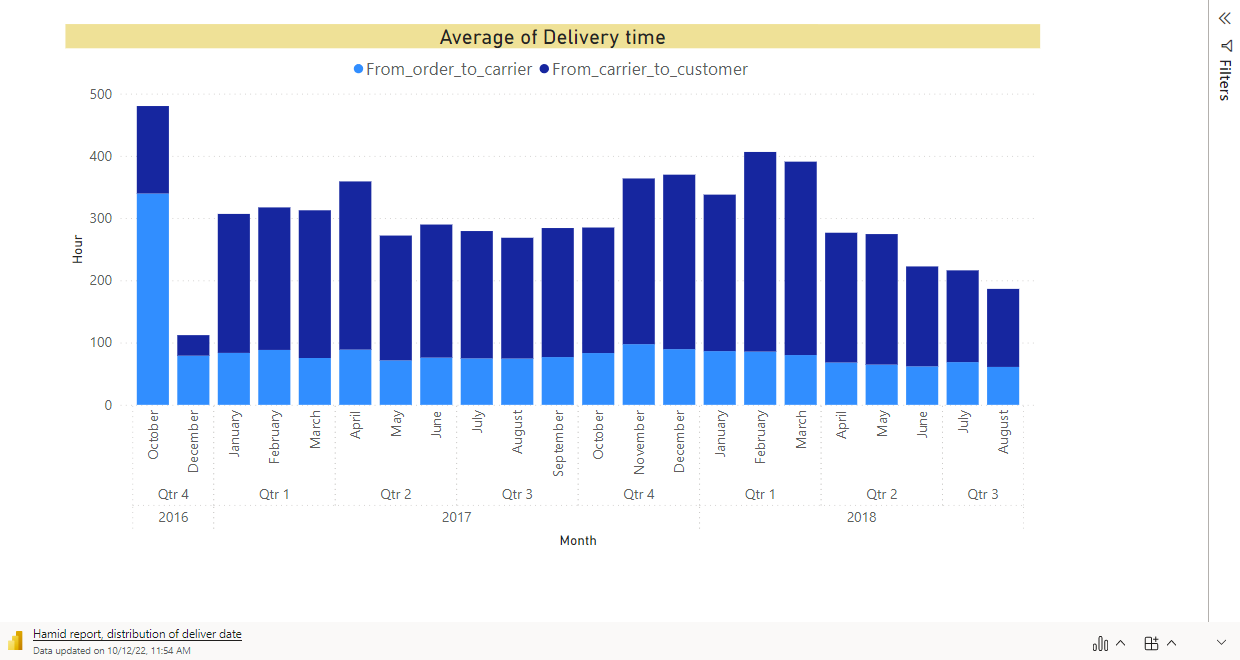 Average of Delivery time
From_order_to_carrier From_carrier_to_customer
Filters
500
400
300
200
100
0
Hour
October December January February March April May June July August September October November December January February March April May June July August
Qtr 4 Qtr 1 Qtr 2 Qtr 3 Qtr 4 Qtr 1 Qtr 2 Qtr 3
2016 2017 2018
Month
Hamid report, distribution of deliver date
Data updated on 10/12/22, 11:54 AM